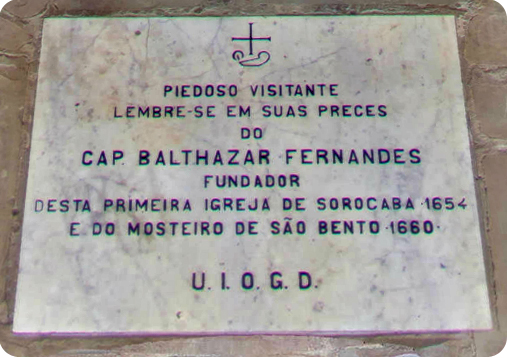 PIEDOSO VISITANTE
LEMBRE-SE EM SUAS PRECES
DO
CAP. BALTHAZAR FERNANDES
FUNDADOR
DESTA PRIMEIRA IGREJA DE SOROCABA·1654
E DO MOSTEIRO DE SÃO BENTO·1660·
U.I.O.G.D.